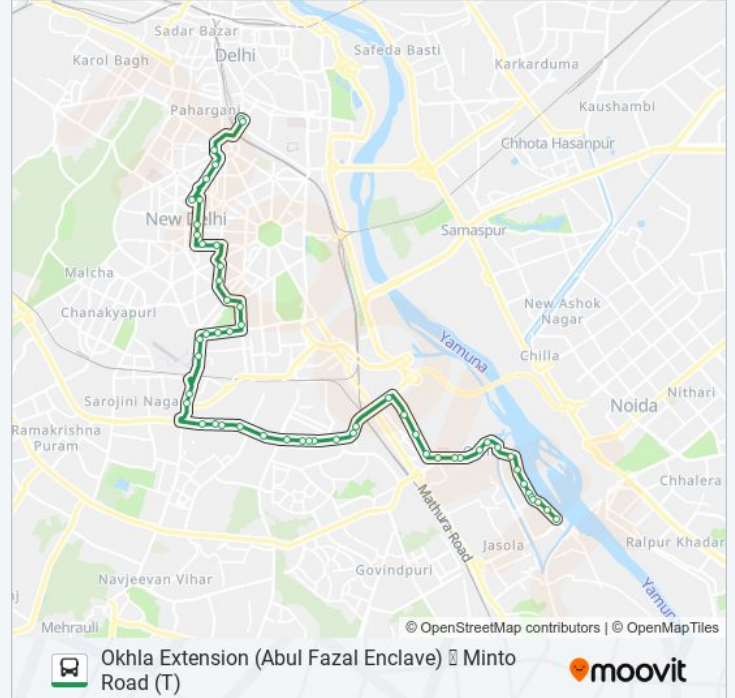 Sadar Bazar
Delhi
Safeda Basti
Karol Bagh
Karkarduma
Kaushambi
Paharganj
Chhota Hasanpur
New Delhi
Samaspur
Malcha
New Ashok
Nagar
Chanakyapuri
Yamuna
Chilla
Nithari
Sarojini Naga
Noida
Ramakrishna
Puram
Chhalera
Mathura Road
Jasola
Ralpur Khadar
Govindpuri
Navjeevan Vihar
Yamu
Mehrauli
© OpenStreetMap contributors | © OpenMapTiles
Okhla Extension (Abul Fazal Enclave) Minto
Road (T)
moovit